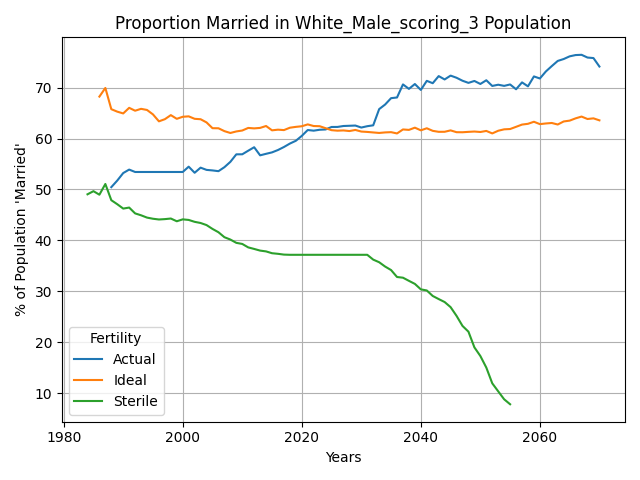 Proportion Married in White_Male_scoring_3 Population
% of Population 'Married'
70
60
50
40
30
20
10
Fertility
Actual
Ideal
Sterile
1980 2000 2020 2040 2060
Years